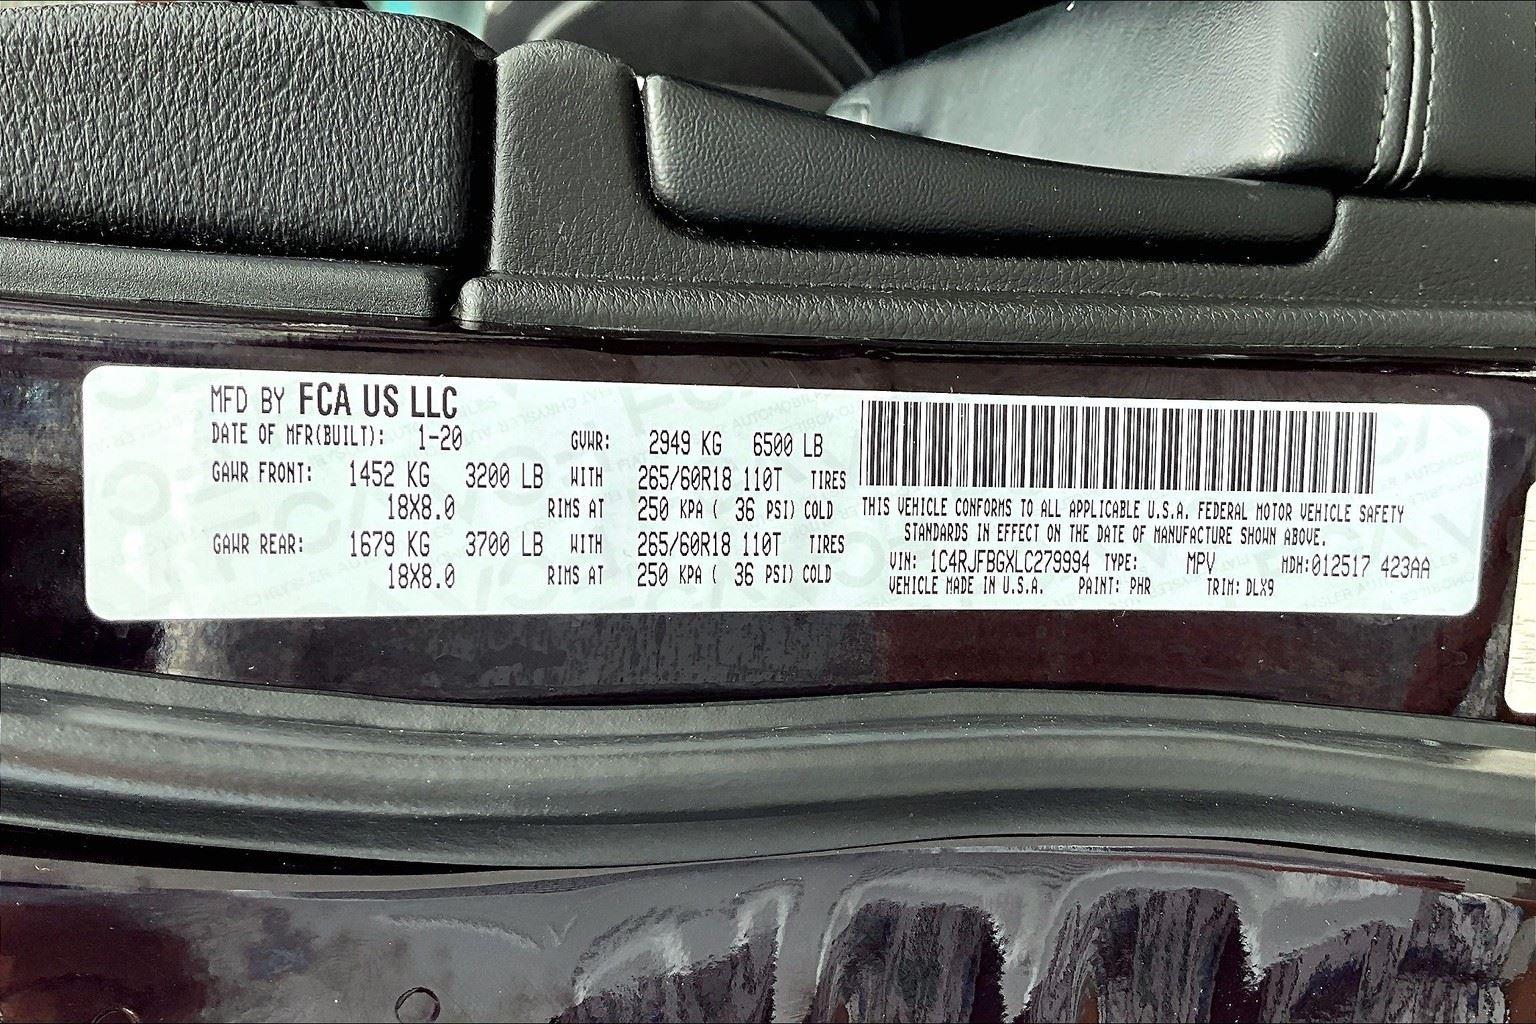 MFD BY FCA US LLC
DATE OF MFR(BUILT): 1-20 GVWR: 2949 KG 6500 LB
GAWR FRONT: 1452 KG 3200 LB WITH 265/60R18 110T TIRES
18X8.0 RIMS AT 250 KPA ( 36 PSI) COLD
GAWR REAR: 1679 KG 3700 LB WITH 265/60R18 110T TIRES
18X8.0 RIMS AT 250 KPA ( 36 PSI) COLD
THIS VEHICLE CONFORMS TO ALL APPLICABLE U.S.A. FEDERAL MOTOR VEHICLE SAFETY
STANDARDS IN EFFECT ON THE DATE OF MANUFACTURE SHOWN ABOVE.
VIN: 1C4RJFBGXLC279994 TYPE: MPV MDH:012517 423AA
VEHICLE MADE IN U.S.A. PAINT: PHR TRIM: DLX9